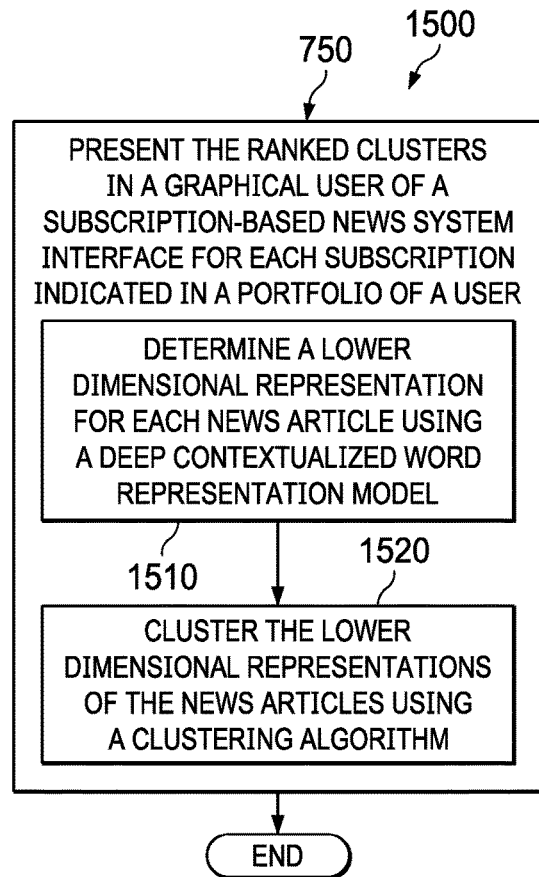 1500
750
PRESENT THE RANKED CLUSTERS
IN A GRAPHICAL USER OF A
SUBSCRIPTION-BASED NEWS SYSTEM
INTERFACE FOR EACH SUBSCRIPTION
INDICATED IN A PORTFOLIO OF A USER
DETERMINE A LOWER
DIMENSIONAL REPRESENTATION
FOR EACH NEWS ARTICLE USING
A DEEP CONTEXTUALIZED WORD
REPRESENTATION MODEL
1510
1520
CLUSTER THE LOWER
DIMENSIONAL REPRESENTATIONS
OF THE NEWS ARTICLES USING
A CLUSTERING ALGORITHM
END